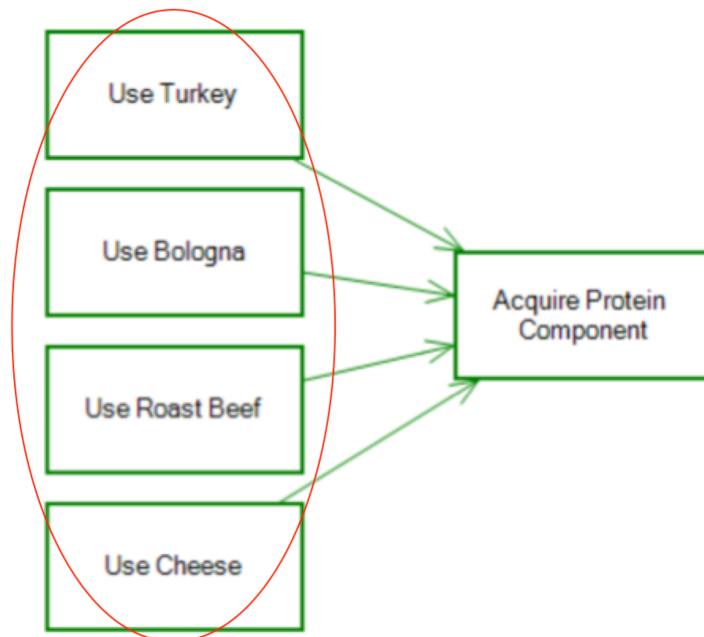 Use Turkey
Use Bologna
Use Roast Beef
Use Cheese
Acquire Protein
Component